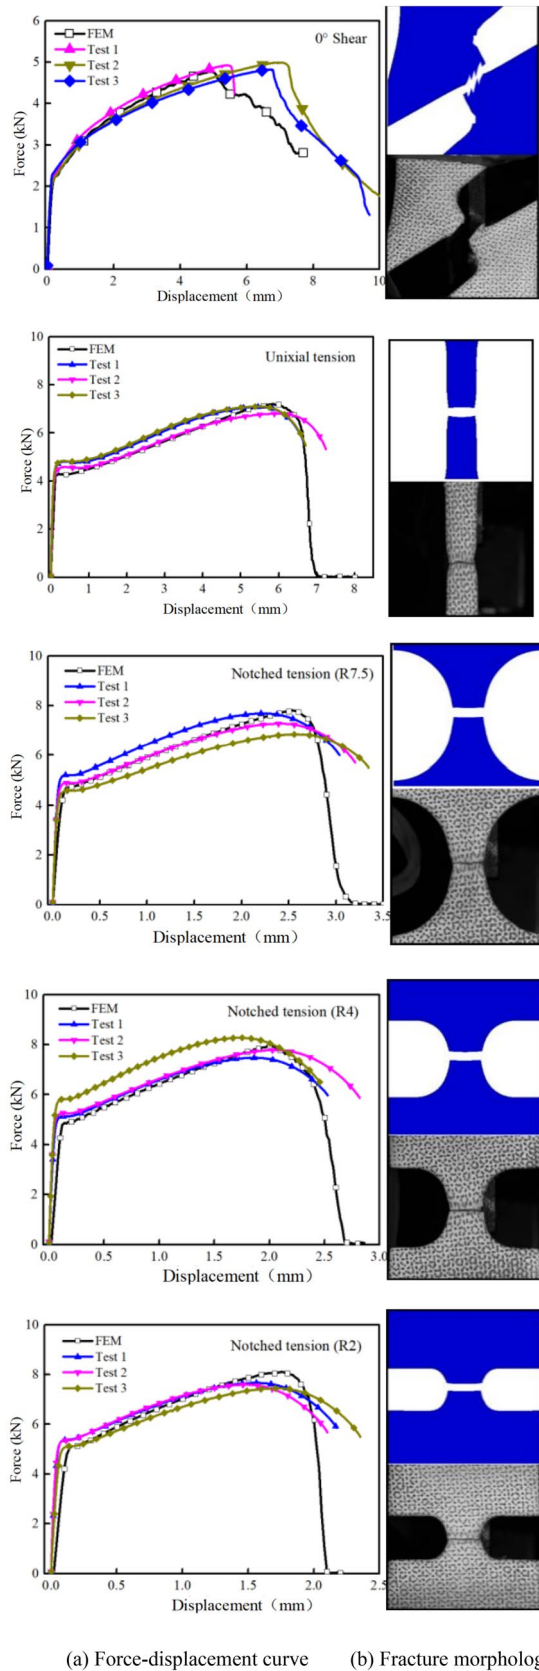 0° Shear
FEM
Test 1
Test 2
Test 3
Force (kN)
6
5
4
3
2
1
0
0 2 4 6 8 10
Displacement（mm）
Unixial tension
FEM
Test 1
Test 2
Test 3
Force (kN)
10
8
6
4
2
0
0 1 2 3 4 5 6 7 8
Displacement（mm）
Notched tension (R7.5)
FEM
Test 1
Test 2
Test 3
Force (kN)
10
8
6
4
2
0
0.0 0.5 1.0 1.5 2.0 2.5 3.0 3.5
Displacement（mm）
Notched tension (R4)
FEM
Test 1
Test 2
Test 3
Force (kN)
10
8
6
4
2
0
0.0 0.5 1.0 1.5 2.0 2.5 3.0
Displacement（mm）
Notched tension (R2)
FEM
Test 1
Test 2
Test 3
Force (kN)
10
8
6
4
2
0
0.0 0.5 1.0 1.5 2.0 2.5
Displacement（mm）
(a) Force-displacement curve (b) Fracture morpholog